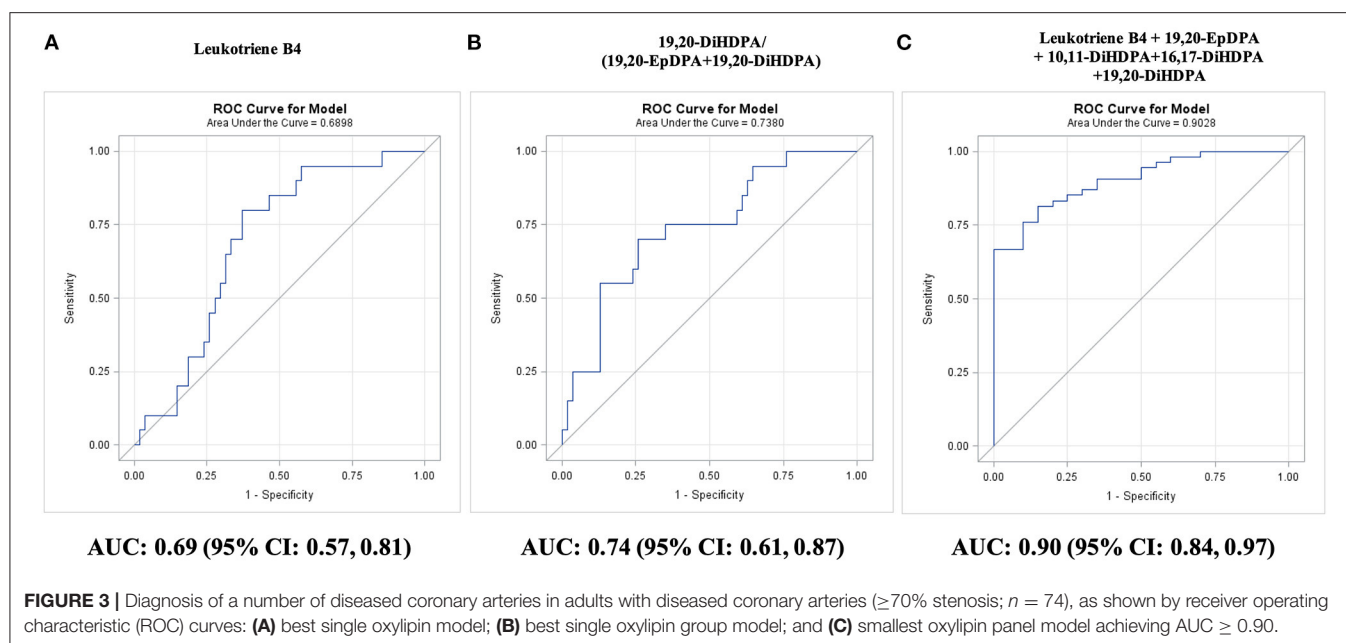 A
Leukotriene B4
ROC Curve for Model
Area Under the Curve = 0.6898
1.00
0.75
0.50
0.25
0.00
Sensitivity
0.00 0.25 0.50 0.75 1.00
1 - Specificity
AUC: 0.69 (95% CI: 0.57, 0.81)
B
19,20-DiHDPA/
(19,20-EpDPA+19,20-DiHDPA)
ROC Curve for Model
Area Under the Curve = 0.7380
1.00
0.75
0.50
0.25
0.00
Sensitivity
0.00 0.25 0.50 0.75 1.00
1 - Specificity
AUC: 0.74 (95% CI: 0.61, 0.87)
C
Leukotriene B4 + 19,20-EpDPA
+ 10,11-DiHDPA+16,17-DiHDPA
+19,20-DiHDPA
ROC Curve for Model
Area Under the Curve = 0.9028
1.00
0.75
0.50
0.25
0.00
Sensitivity
0.00 0.25 0.50 0.75 1.00
1 - Specificity
AUC: 0.90 (95% CI: 0.84, 0.97)
FIGURE 3 | Diagnosis of a number of diseased coronary arteries in adults with diseased coronary arteries (≥70% stenosis; n = 74), as shown by receiver operating
characteristic (ROC) curves: (A) best single oxylipin model; (B) best single oxylipin group model; and (C) smallest oxylipin panel model achieving AUC ≥ 0.90.